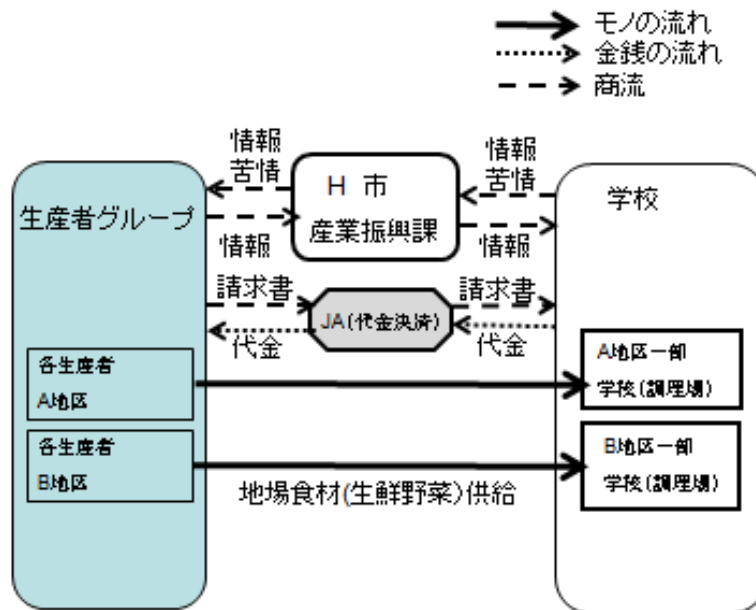 モノの流れ
金銭の流れ
商流
情報
苦情
情報
苦情
H 市
産業振興課
生産者グループ
学校
情報
情報
請求書
請求書
JA(代金決済)
代金
代金
各生産者
A地区
A地区一部
学校(調理場)
各生産者
B地区
B地区一部
学校(調理場)
地場食材(生鮮野菜)供給